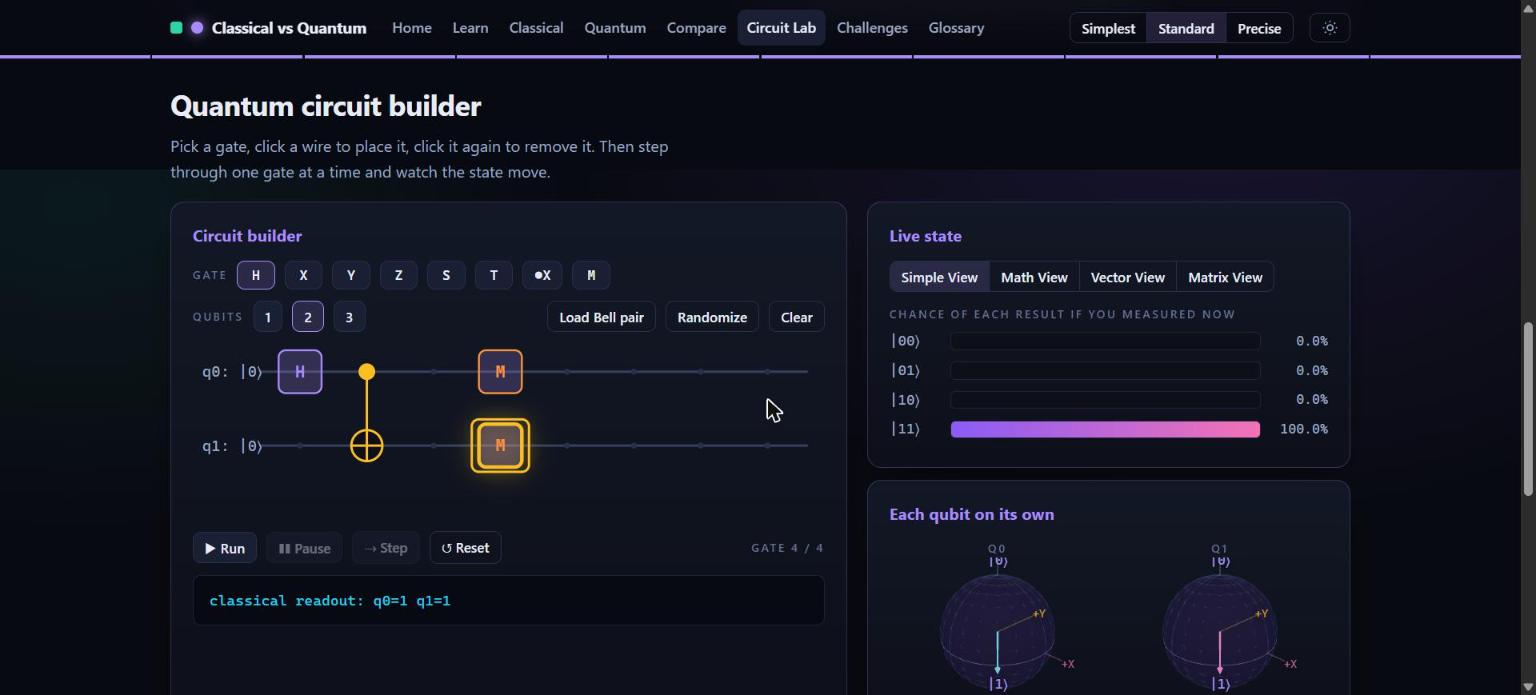 Classical vs Quantum Home Learn Classical Quantum Compare Circuit Lab Challenges Glossary Simplest Standard Precise
Quantum circuit builder
Pick a gate, click a wire to place it, click it again to remove it. Then step
through one gate at a time and watch the state move.
Circuit builder
GATE H X Y Z S T ●X M
QUBITS 1 2 3 Load Bell pair Randomize Clear
q0: |0⟩ H M
q1: |0⟩ M
▶ Run ⏸ Pause → Step ↺ Reset GATE 4 / 4
classical readout: q0=1 q1=1
Live state
Simple View Math View Vector View Matrix View
CHANCE OF EACH RESULT IF YOU MEASURED NOW
|00⟩ 0.0%
|01⟩ 0.0%
|10⟩ 0.0%
|11⟩ 100.0%
Each qubit on its own
Q0 Q1
|0⟩ |0⟩
+Y +Y
+X +X
|1⟩ |1⟩